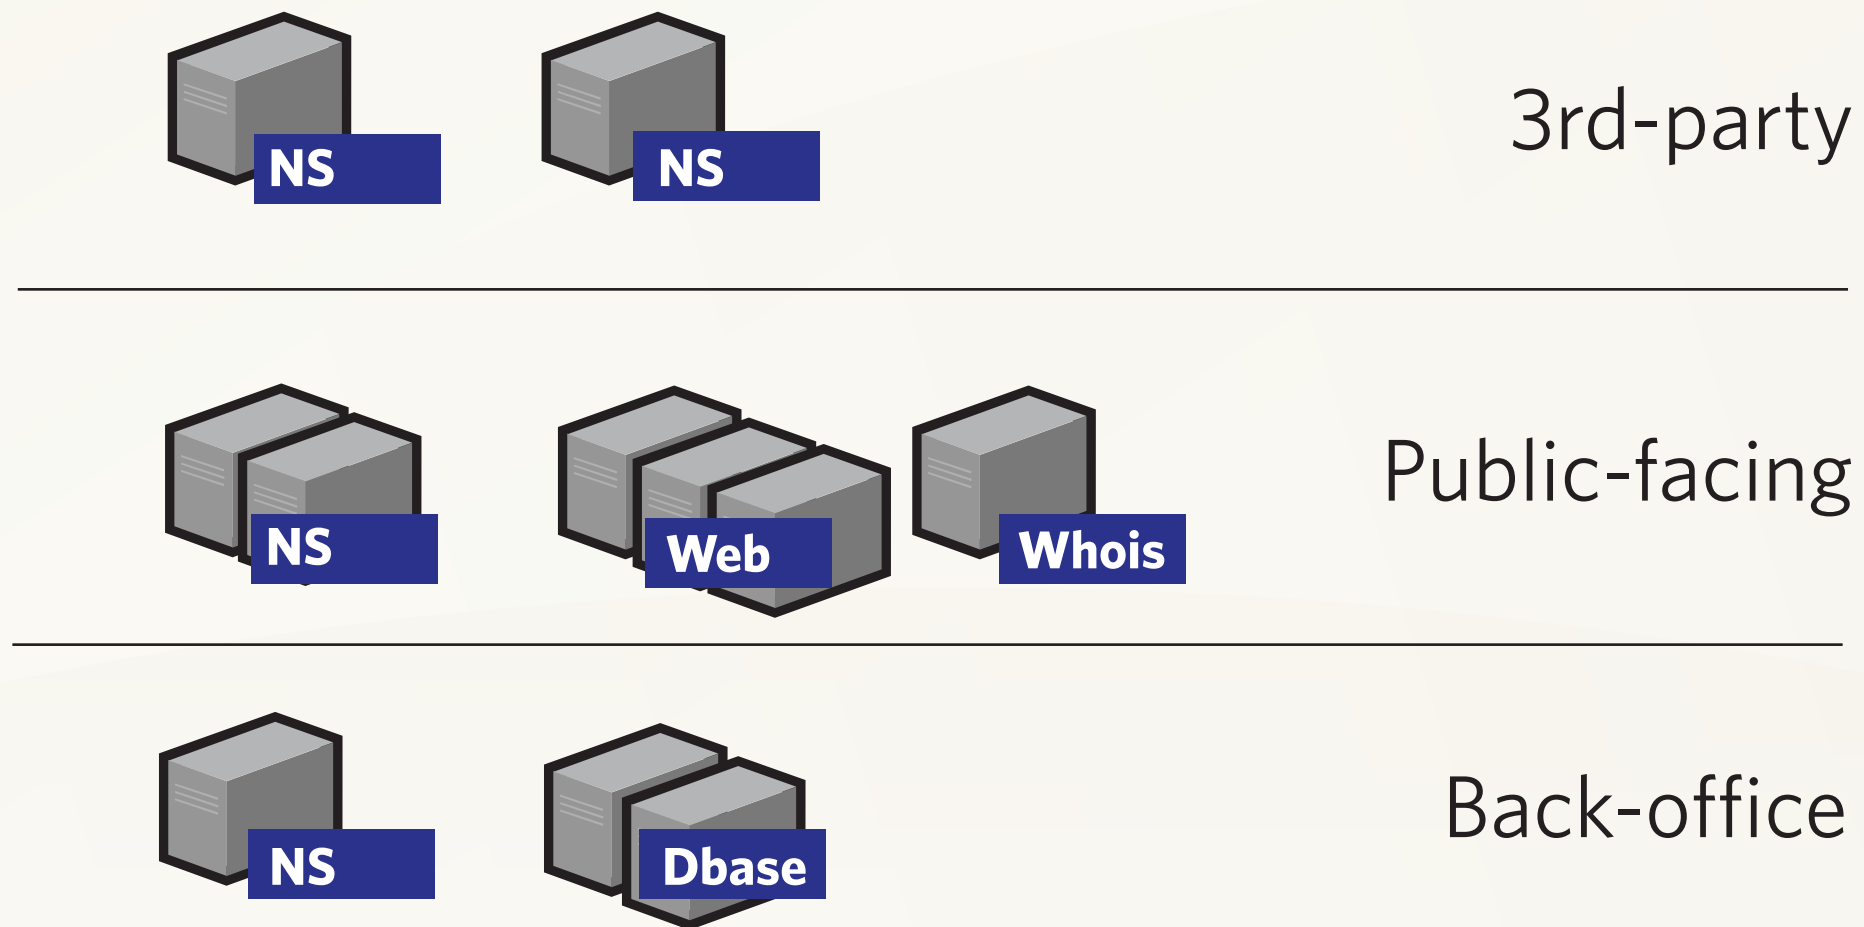 NS
NS
3rd-party
NS
Web
Whois
Public-facing
NS
Dbase
Back-office